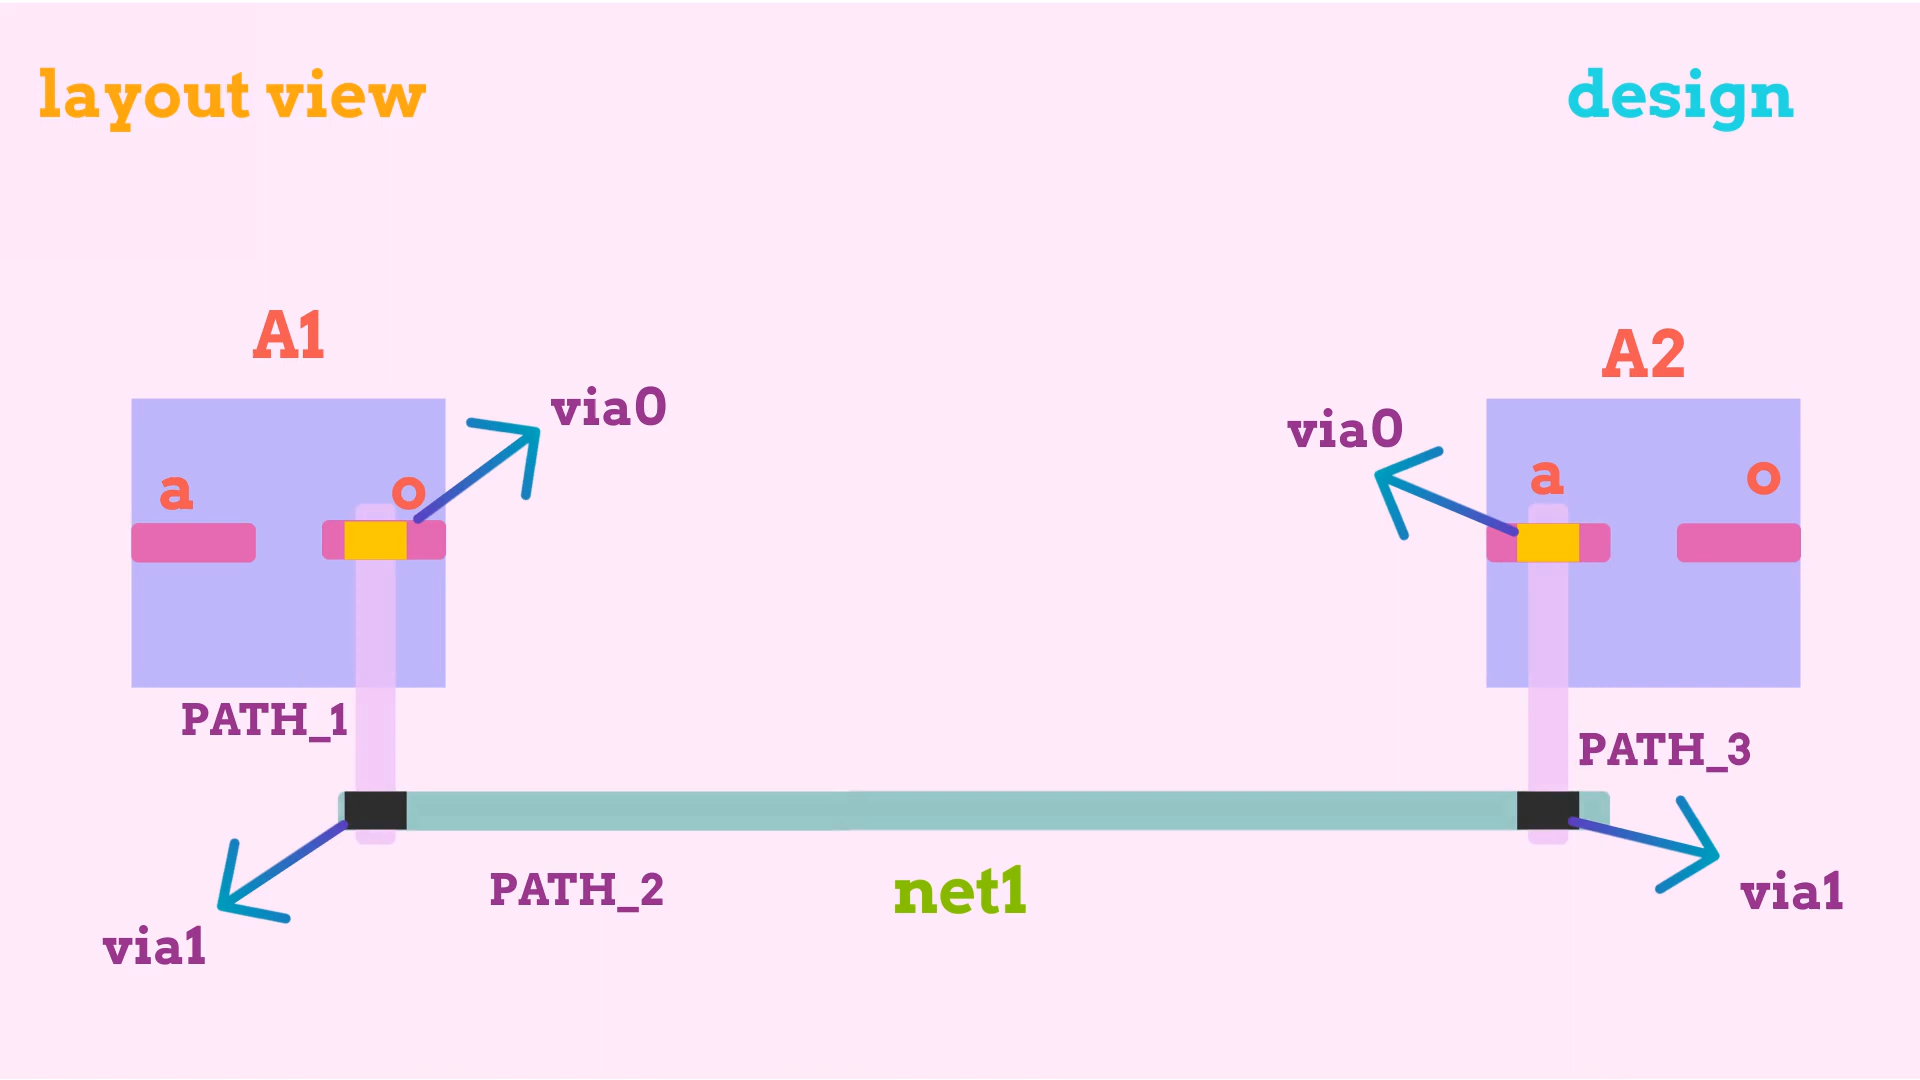 layout view
design
A1
A2
via0
via0
a
o
a
o
PATH_1
PATH_3
PATH_2
net1
via1
via1